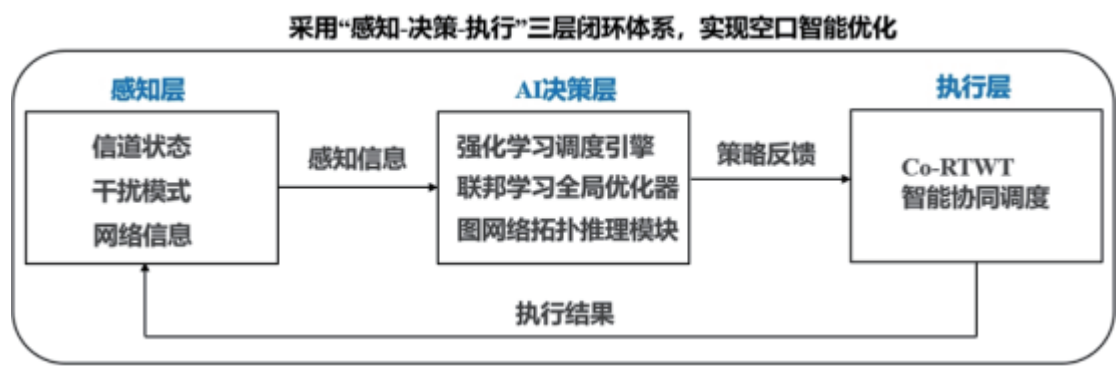 采用“感知-决策-执行”三层闭环体系，实现空口智能优化
感知层
信道状态
干扰模式
网络信息
感知信息
AI决策层
强化学习调度引擎
联邦学习全局优化器
图网络拓扑推理模块
策略反馈
执行层
Co-RTWT
智能协同调度
执行结果